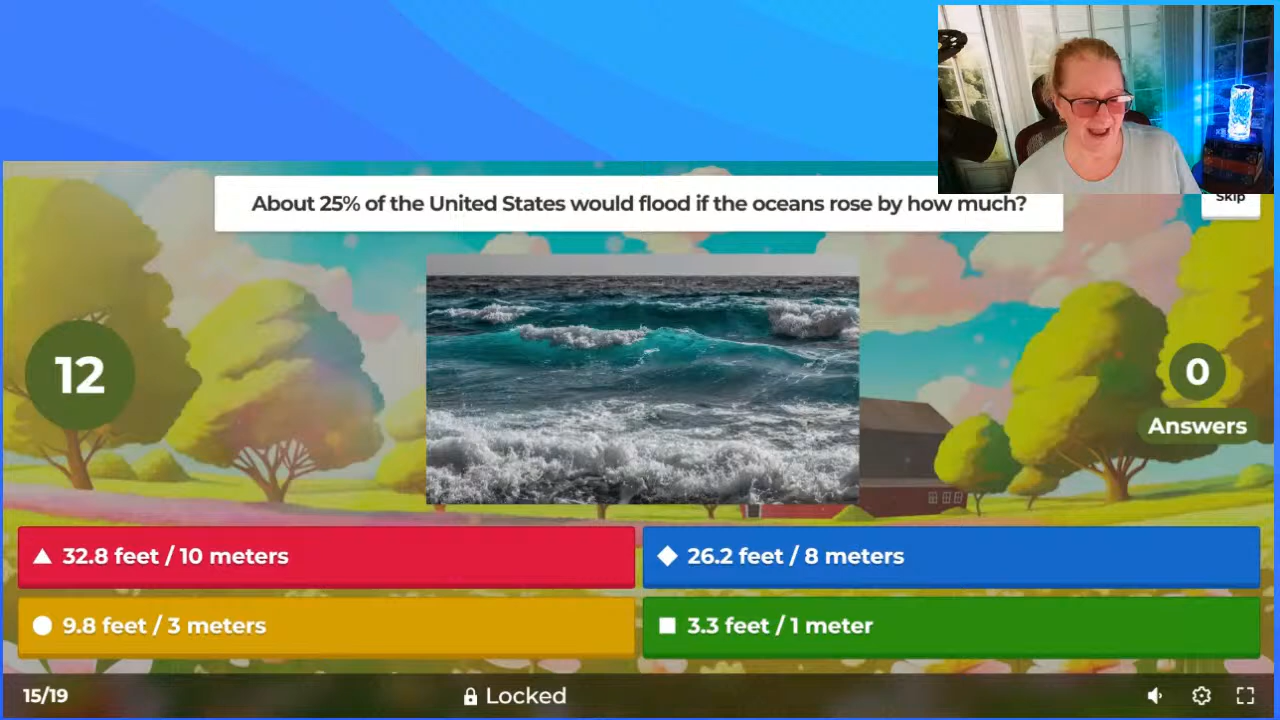 About 25% of the United States would flood if the oceans rose by how much?
Skip
12
0
Answers
32.8 feet / 10 meters
26.2 feet / 8 meters
9.8 feet / 3 meters
3.3 feet / 1 meter
15/19
Locked